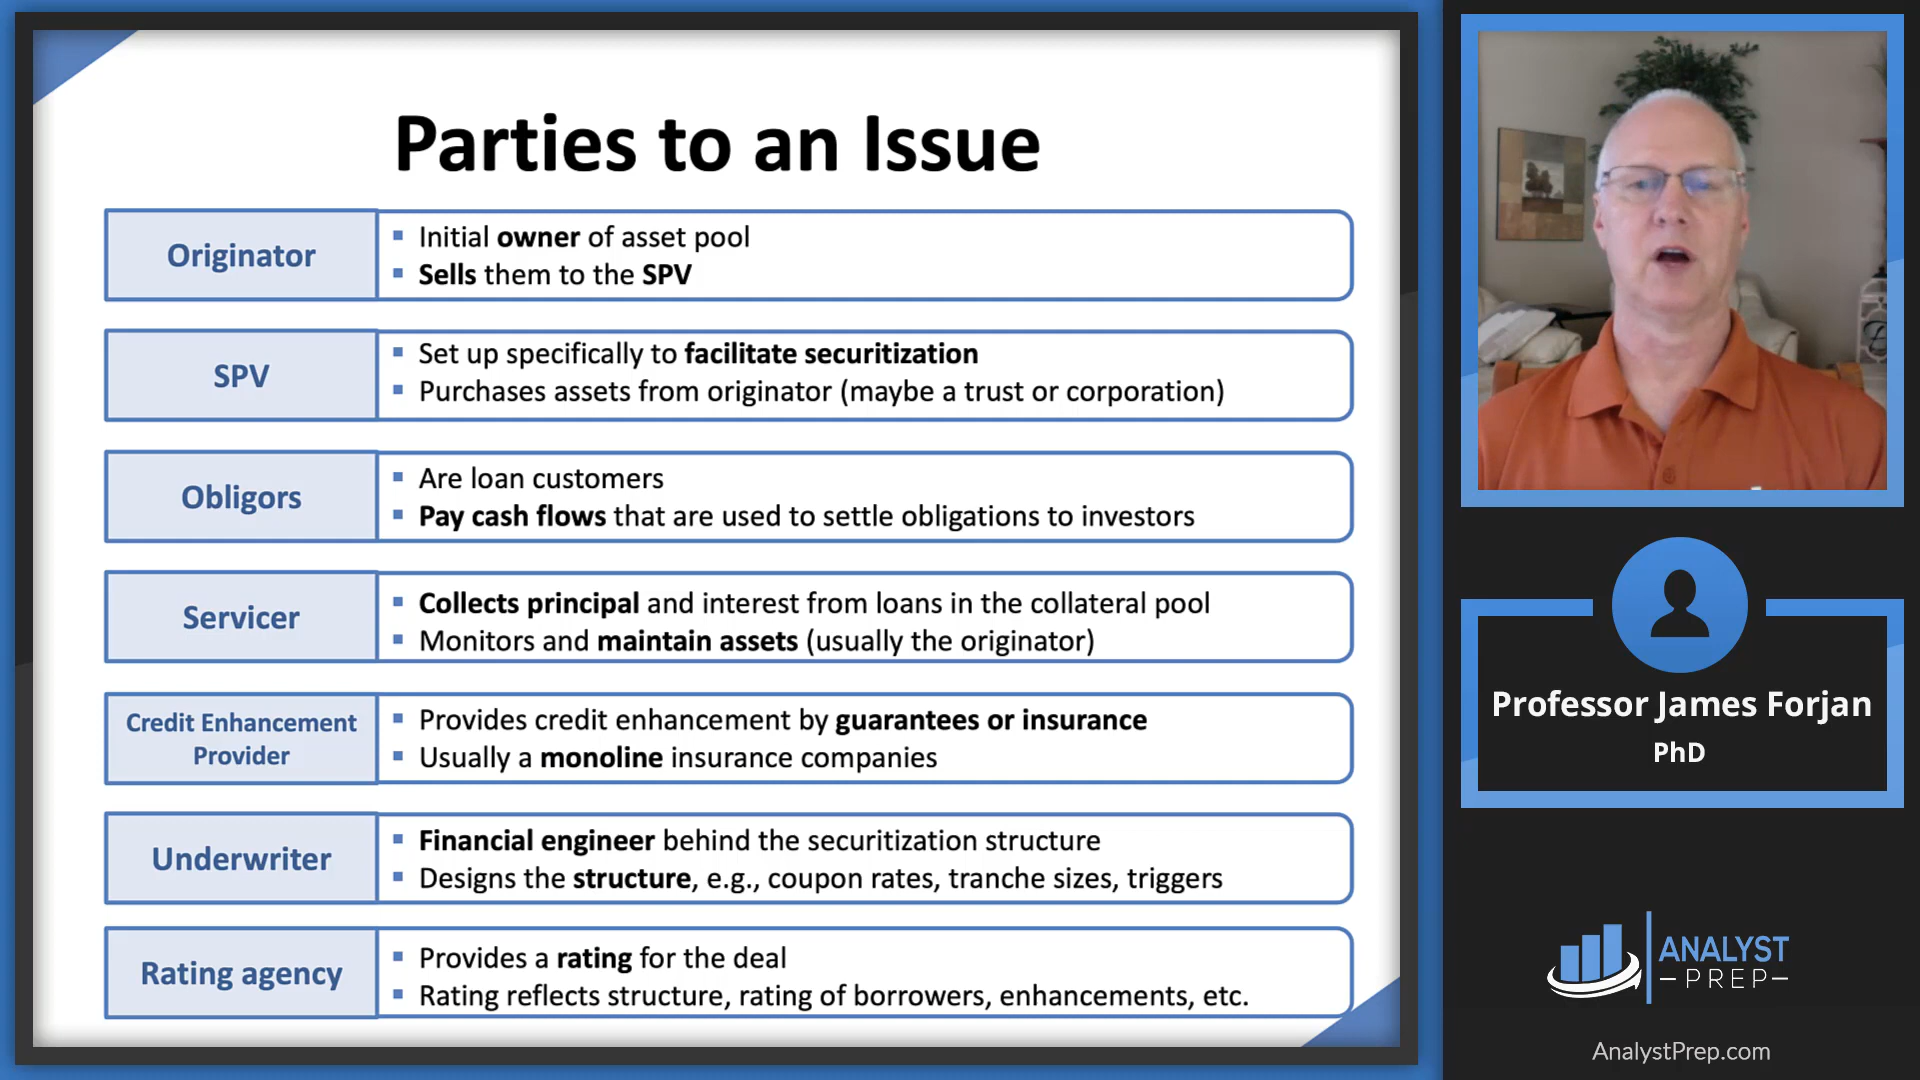 Parties to an Issue
Originator
Initial owner of asset pool
Sells them to the SPV
SPV
Set up specifically to facilitate securitization
Purchases assets from originator (maybe a trust or corporation)
Obligors
Are loan customers
Pay cash flows that are used to settle obligations to investors
Servicer
Collects principal and interest from loans in the collateral pool
Monitors and maintain assets (usually the originator)
Credit Enhancement
Provider
Provides credit enhancement by guarantees or insurance
Usually a monoline insurance companies
Underwriter
Financial engineer behind the securitization structure
Designs the structure, e.g., coupon rates, tranche sizes, triggers
Rating agency
Provides a rating for the deal
Rating reflects structure, rating of borrowers, enhancements, etc.
Professor James Forjan
PhD
ANALYST
PREP
AnalystPrep.com